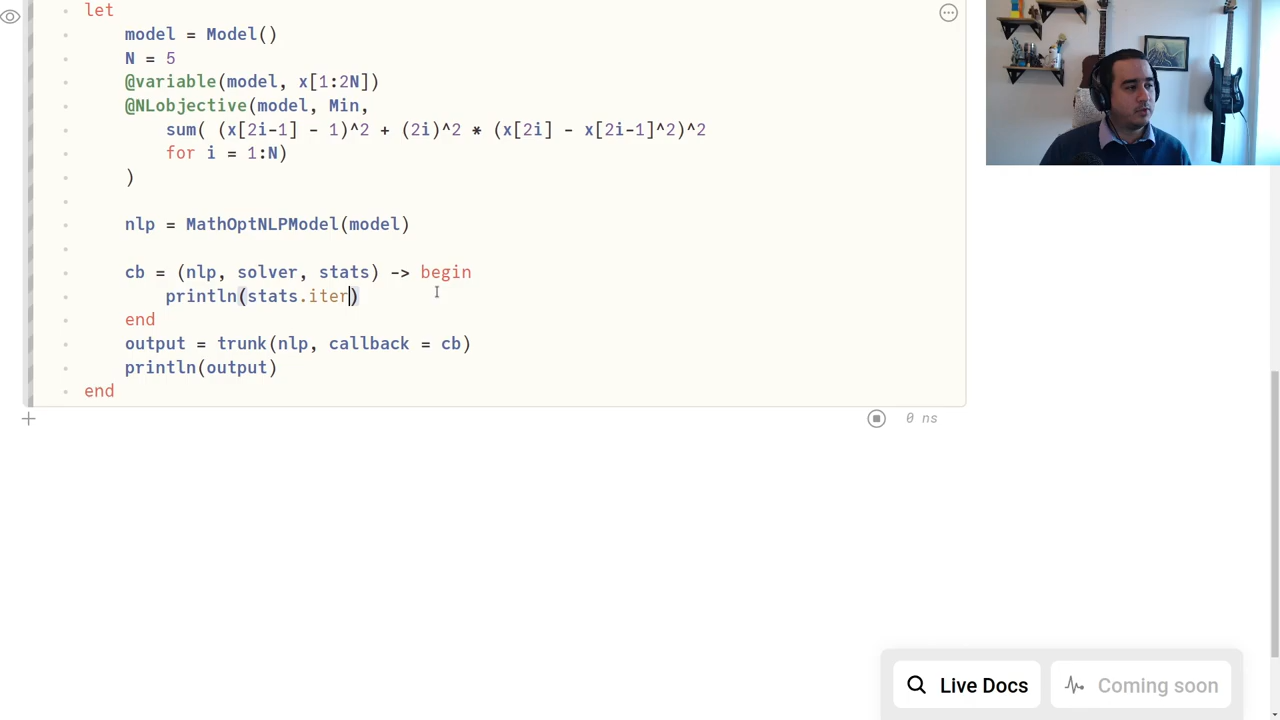 let
model = Model()
N = 5
@variable(model, x[1:2N])
@NLobjective(model, Min,
sum( (x[2i-1] - 1)^2 + (2i)^2 * (x[2i] - x[2i-1]^2)^2
for i = 1:N)
)
nlp = MathOptNLPModel(model)
cb = (nlp, solver, stats) -> begin
println(stats.iter)
end
output = trunk(nlp, callback = cb)
println(output)
end
0 ns
Live Docs
Coming soon